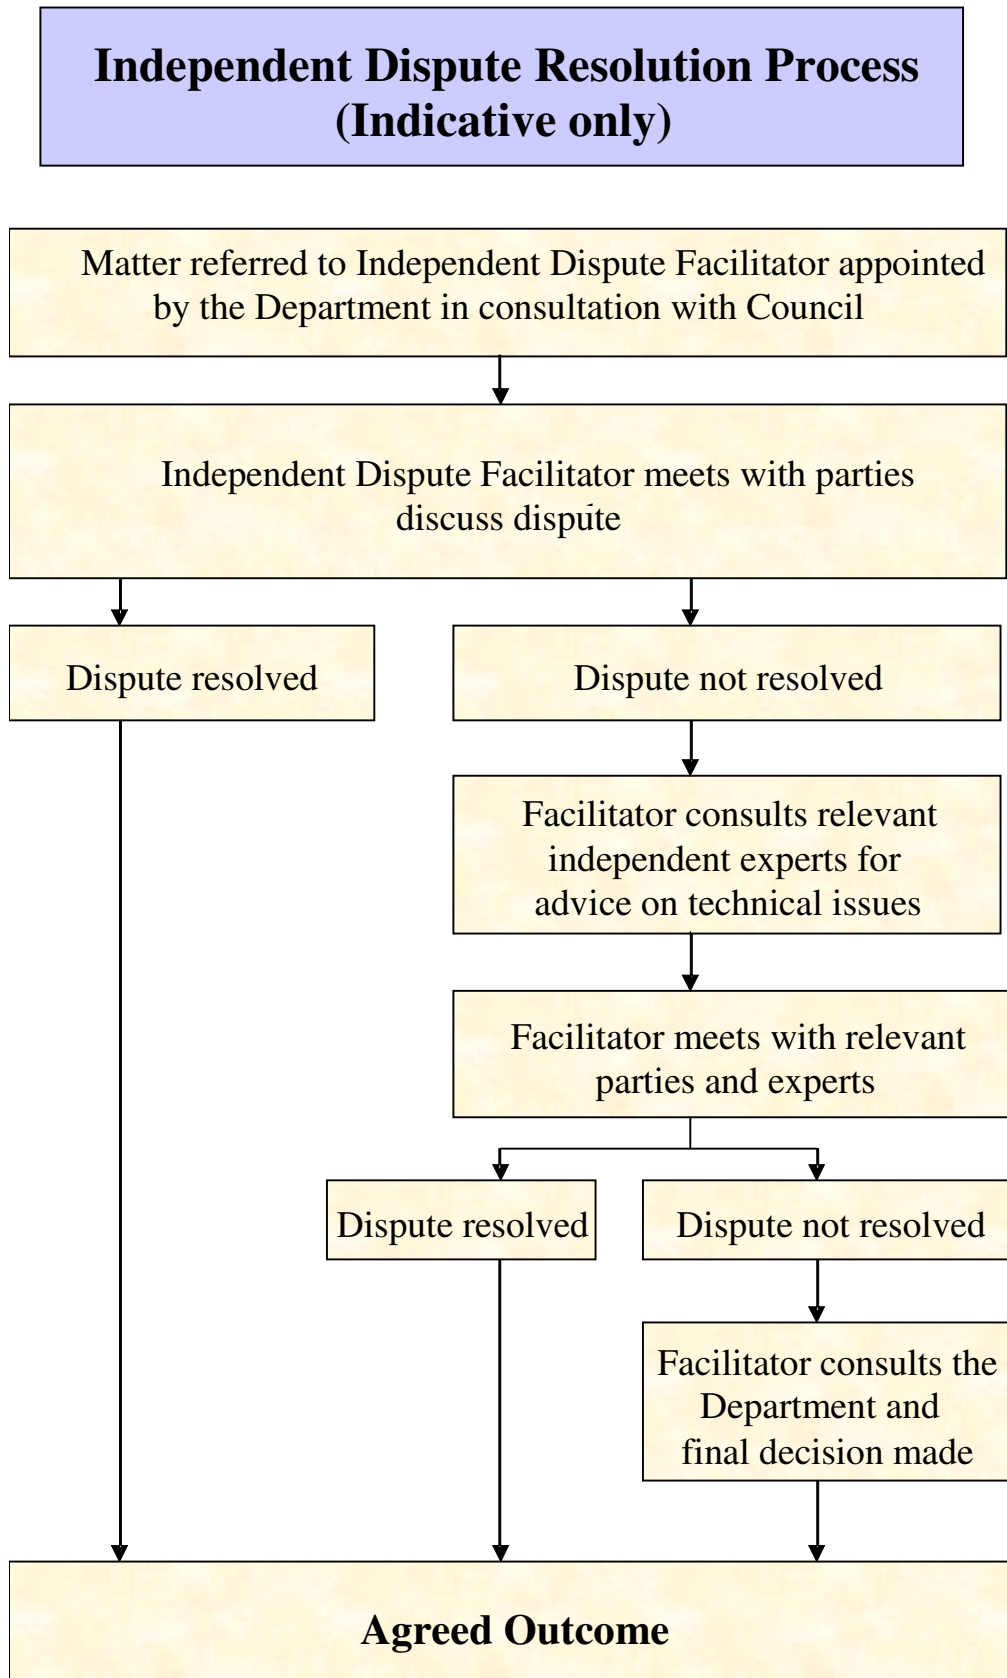 Independent Dispute Resolution Process
(Indicative only)
Matter referred to Independent Dispute Facilitator appointed
by the Department in consultation with Council
Independent Dispute Facilitator meets with parties
discuss dispute
Dispute resolved
Dispute not resolved
Facilitator consults relevant
independent experts for
advice on technical issues
Facilitator meets with relevant
parties and experts
Dispute resolved
Dispute not resolved
Facilitator consults the
Department and
final decision made
Agreed Outcome